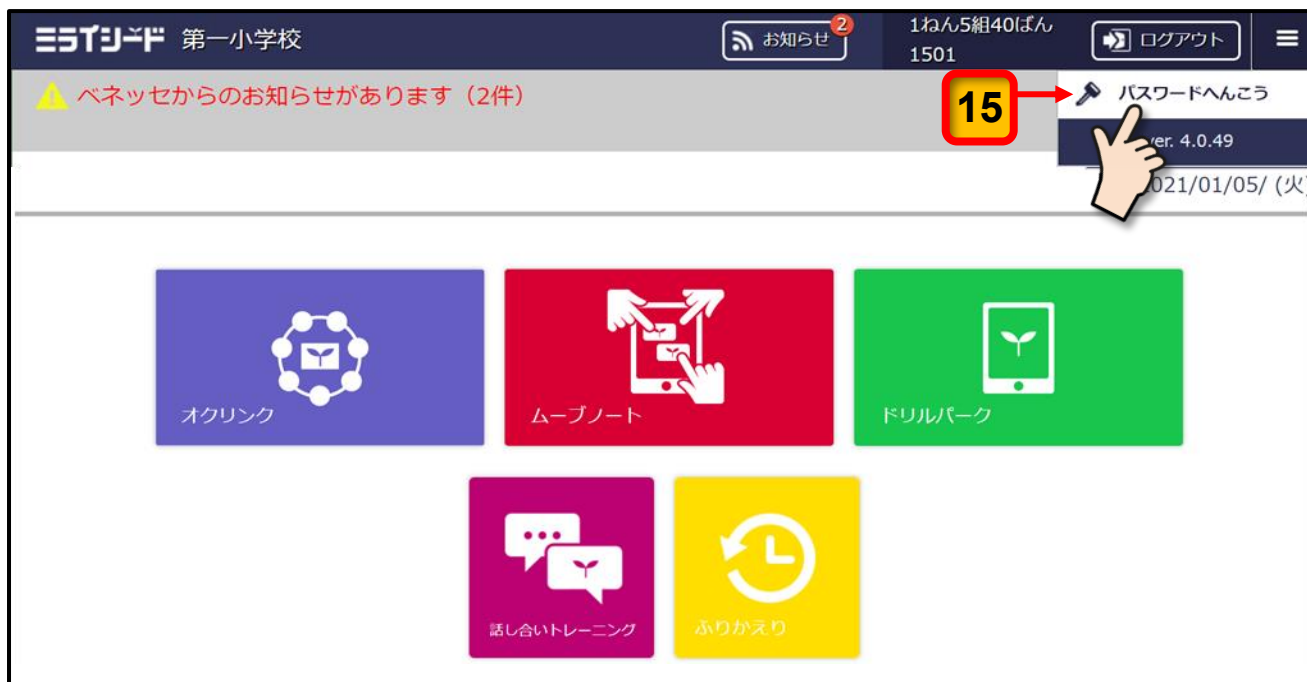 ミライシード 第一小学校
お知らせ 2
1ねん5組40ばん
1501
ログアウト
ベネッセからのお知らせがあります（2件）
15
パスワードへんこう
ver. 4.0.49
2021/01/05/ (火)
オクリンク
ムーブノート
ドリルパーク
話し合いトレーニング
ふりかえり